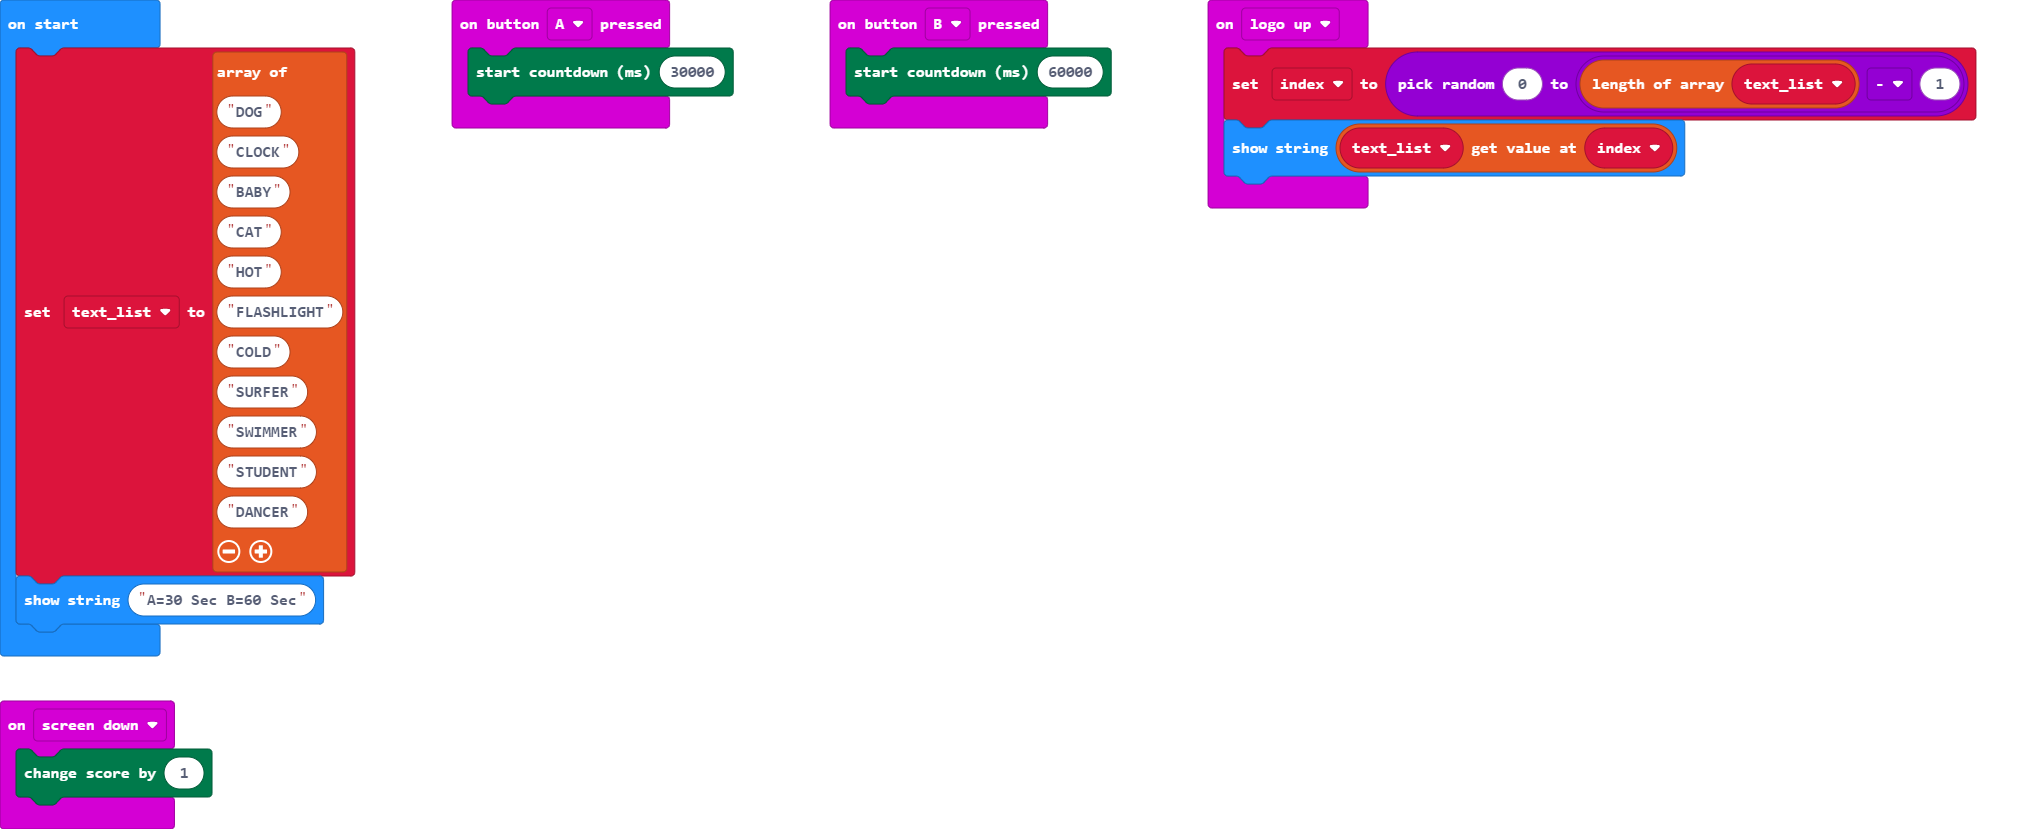 on start
set text_list to array of
"DOG"
"CLOCK"
"BABY"
"CAT"
"HOT"
"FLASHLIGHT"
"COLD"
"SURFER"
"SWIMMER"
"STUDENT"
"DANCER"
show string "A=30 Sec B=60 Sec"
on button A pressed
start countdown (ms) 30000
on button B pressed
start countdown (ms) 60000
on logo up
set index to pick random 0 to length of array text_list - 1
show string text_list get value at index
on screen down
change score by 1